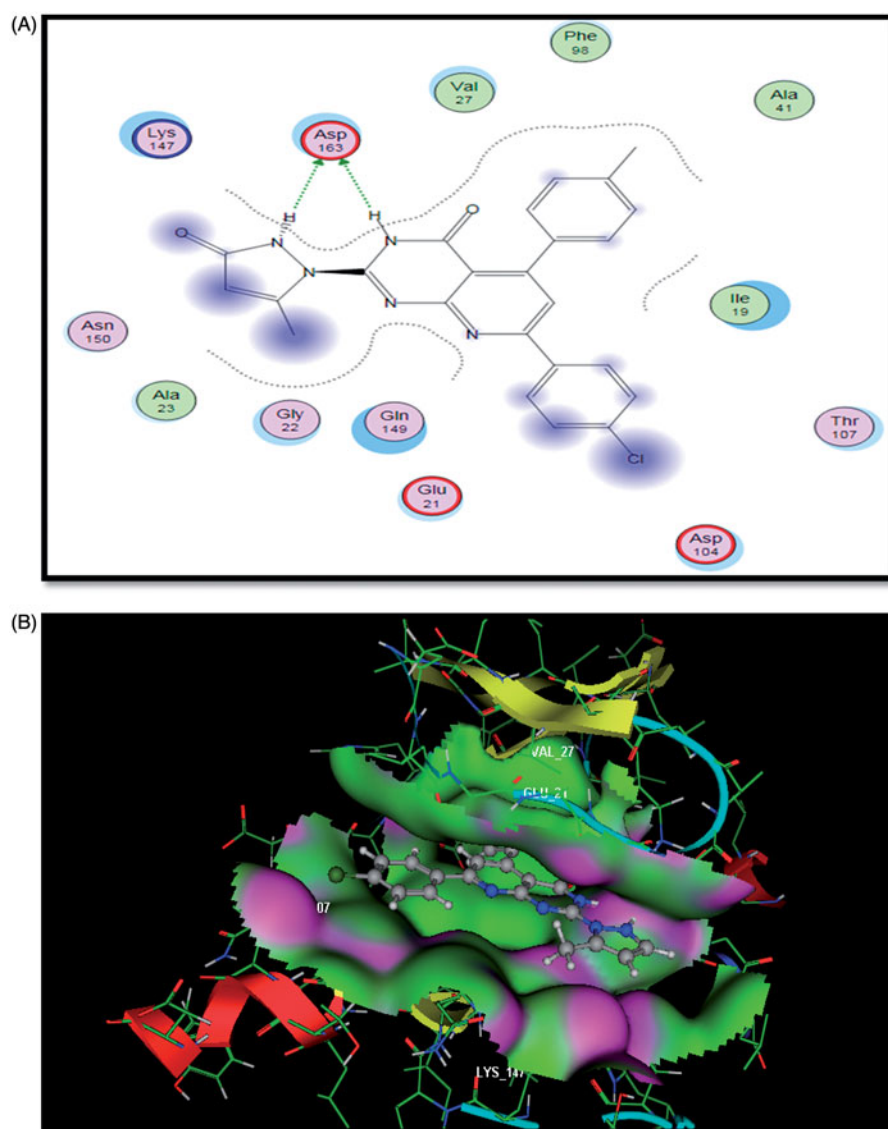 (A)
Phe
98
Val
27
Ala
41
Lys
147
Asp
163
H
H
O
O
N
N
N
N
N
Ile
19
Asn
150
Ala
23
Gly
22
Gln
149
Thr
107
Glu
21
Cl
Asp
104
(B)
VAL_27
GLU_21
07
LYS_147